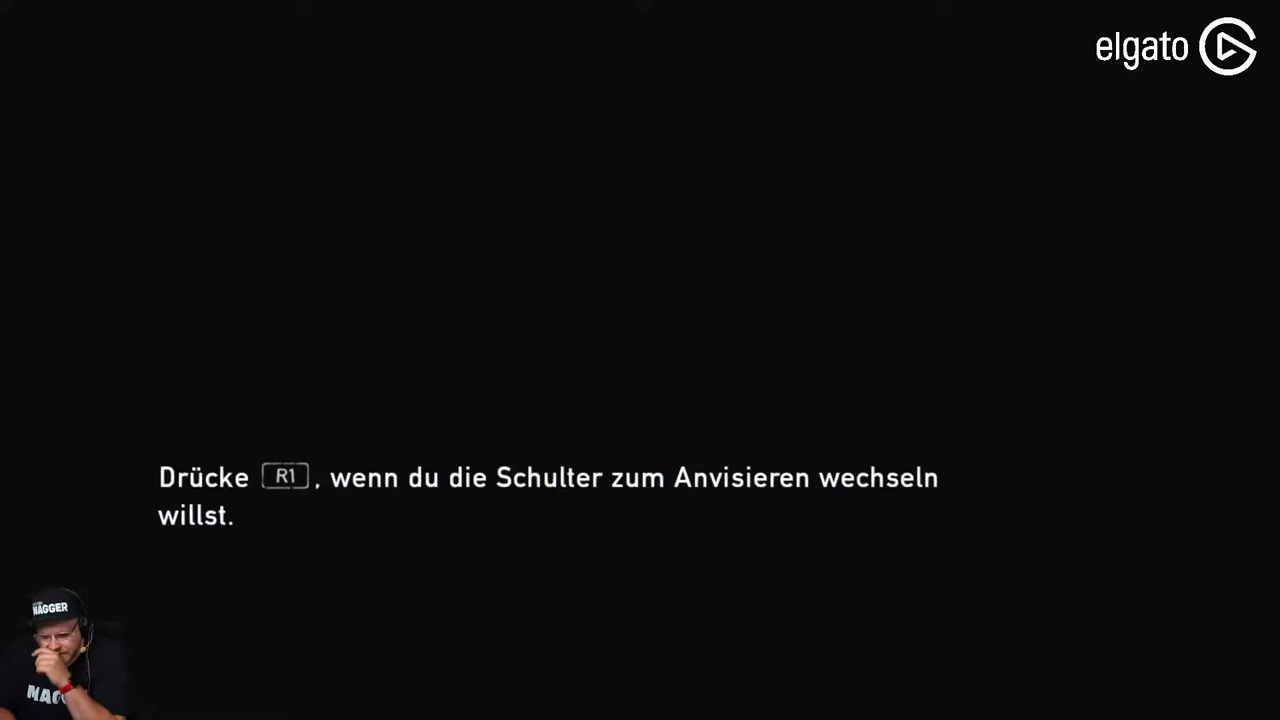 elgato
Drücke R1, wenn du die Schulter zum Anvisieren wechseln
willst.
NAGGER